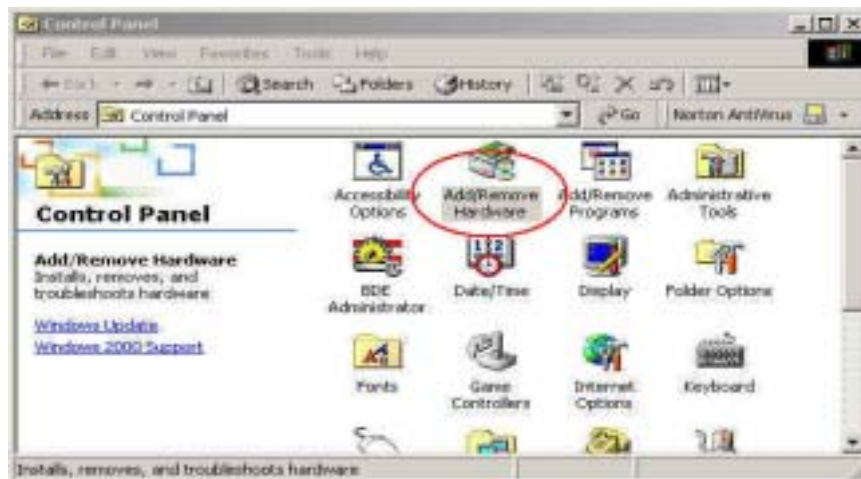 Control Panel
File Edit View Favorites Tools Help
Back Search Folders History
Address Control Panel Go Norton AntiVirus
Control Panel
Add/Remove Hardware
Installs, removes, and
troubleshoots hardware
Windows Update
Windows 2000 Support
Accessibility
Options
Add/Remove
Hardware
Add/Remove
Programs
Administrative
Tools
BDE
Administrator
Date/Time
Display
Folder Options
Fonts
Game
Controllers
Internet
Options
Keyboard
Installs, removes, and troubleshoots hardware